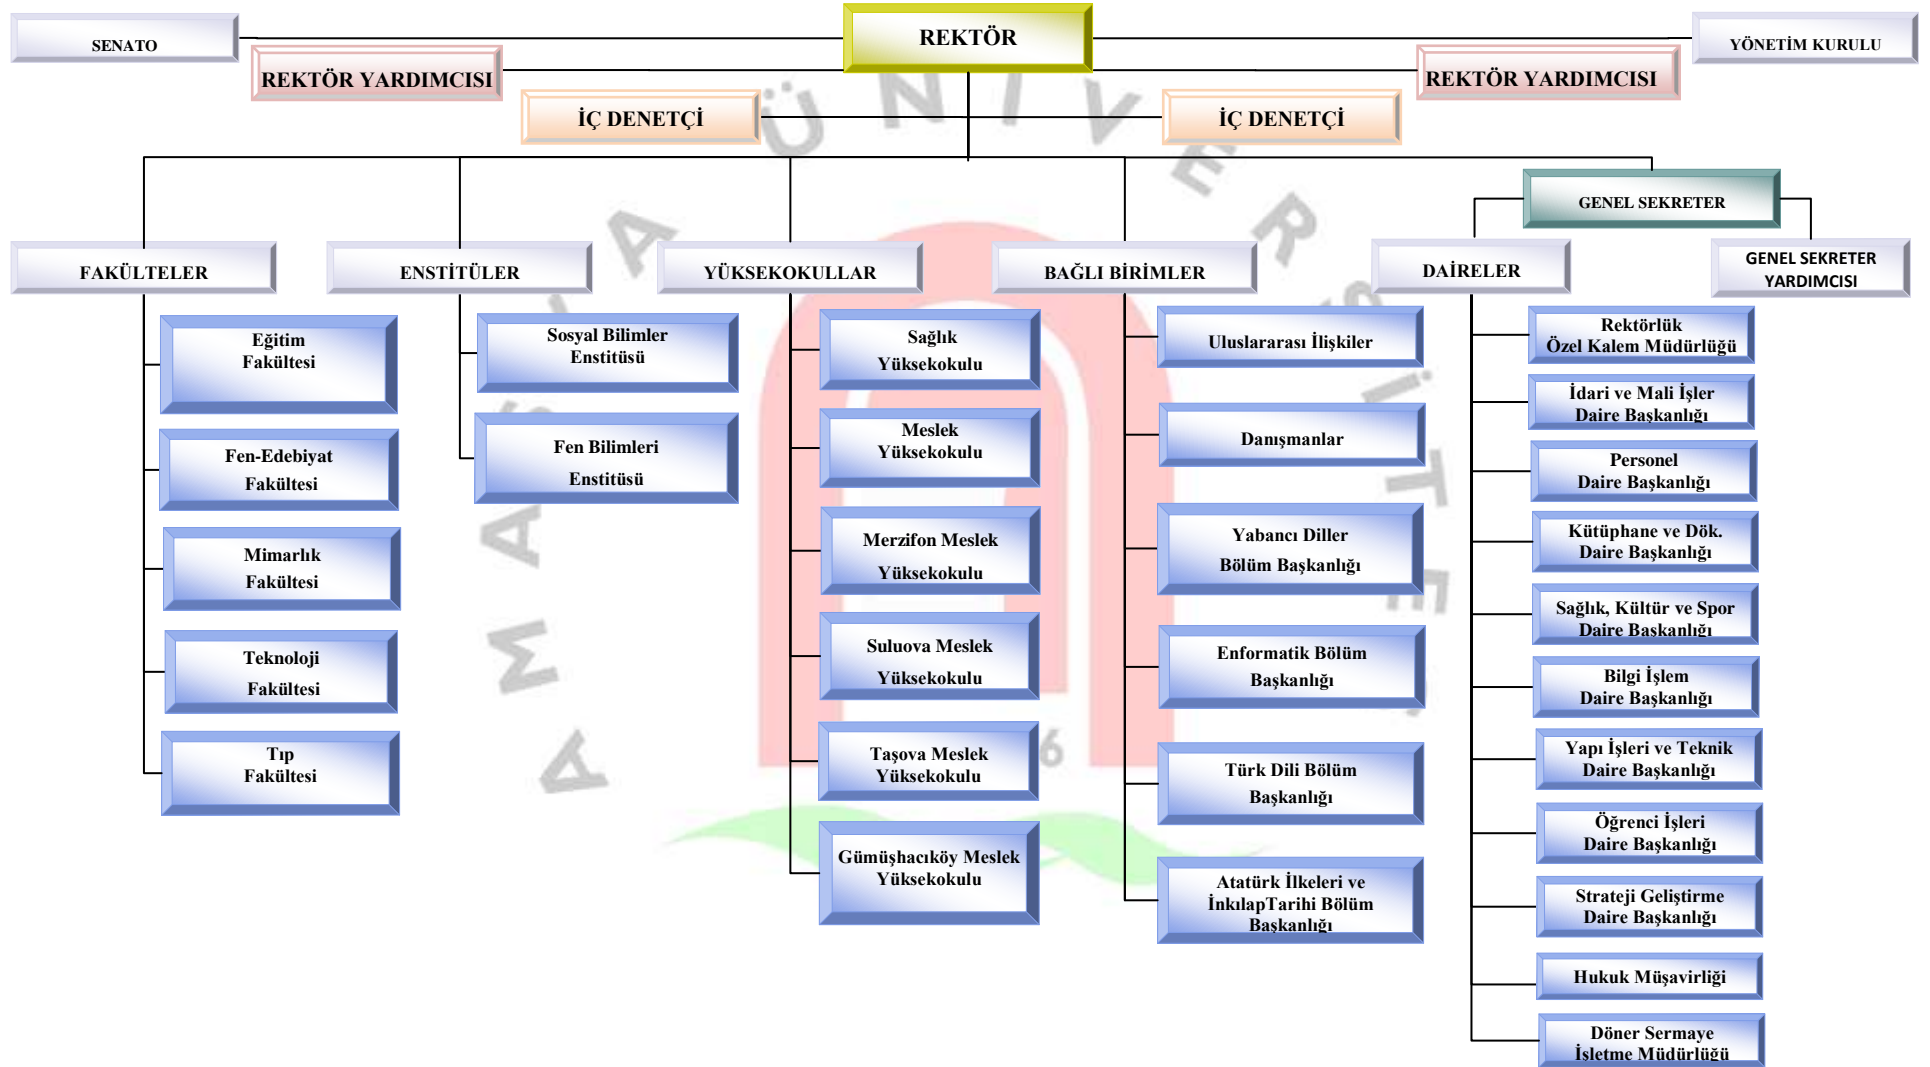 REKTÖR
SENATO
YÖNETİM KURULU
REKTÖR YARDIMCISI
REKTÖR YARDIMCISI
İÇ DENETÇİ
İÇ DENETÇİ
GENEL SEKRETER
FAKÜLTELER
ENSTİTÜLER
YÜKSEKOKULLAR
BAĞLI BİRİMLER
DAİRELER
GENEL SEKRETER
YARDIMCISI
Eğitim
Fakültesi
Fen-Edebiyat
Fakültesi
Mimarlık
Fakültesi
Teknoloji
Fakültesi
Tıp
Fakültesi
Sosyal Bilimler
Enstitüsü
Fen Bilimleri
Enstitüsü
Sağlık
Yüksekokulu
Meslek
Yüksekokulu
Merzifon Meslek
Yüksekokulu
Suluova Meslek
Yüksekokulu
Taşova Meslek
Yüksekokulu
Gümüşhacıköy Meslek
Yüksekokulu
Uluslararası İlişkiler
Danışmanlar
Yabancı Diller
Bölüm Başkanlığı
Enformatik Bölüm
Başkanlığı
Türk Dili Bölüm
Başkanlığı
Atatürk İlkeleri ve
İnkılapTarihi Bölüm
Başkanlığı
Rektörlük
Özel Kalem Müdürlüğü
İdari ve Mali İşler
Daire Başkanlığı
Personel
Daire Başkanlığı
Kütüphane ve Dök.
Daire Başkanlığı
Sağlık, Kültür ve Spor
Daire Başkanlığı
Bilgi İşlem
Daire Başkanlığı
Yapı İşleri ve Teknik
Daire Başkanlığı
Öğrenci İşleri
Daire Başkanlığı
Strateji Geliştirme
Daire Başkanlığı
Hukuk Müşavirliği
Döner Sermaye
İşletme Müdürlüğü